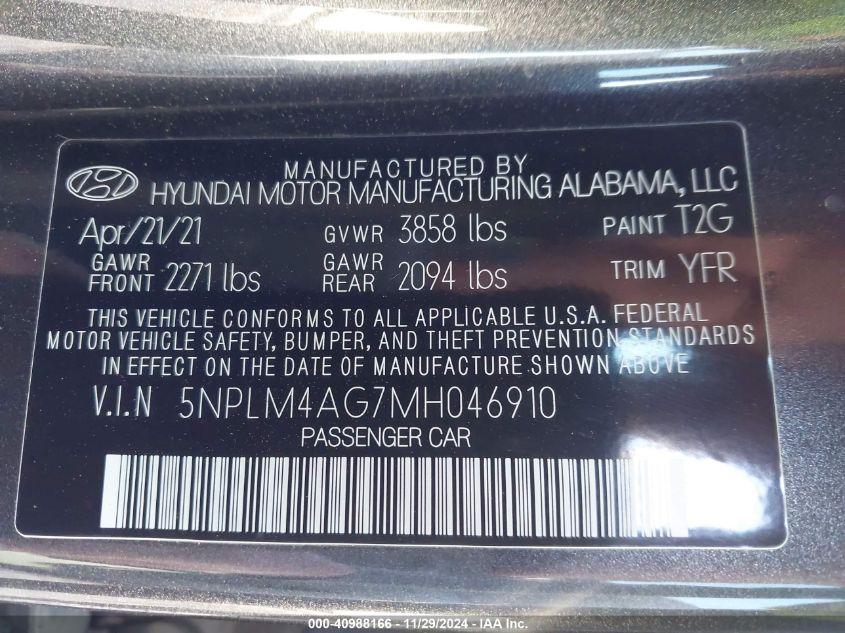 MANUFACTURED BY
HYUNDAI MOTOR MANUFACTURING ALABAMA, LLC
Apr/21/21 GVWR 3858 lbs PAINT T2G
GAWR FRONT 2271 lbs GAWR REAR 2094 lbs TRIM YFR
THIS VEHICLE CONFORMS TO ALL APPLICABLE U.S.A. FEDERAL
MOTOR VEHICLE SAFETY, BUMPER, AND THEFT PREVENTION STANDARDS
IN EFFECT ON THE DATE OF MANUFACTURE SHOWN ABOVE
V.I.N 5NPLM4AG7MH046910
PASSENGER CAR
000-40988166 - 11/29/2024 - IAA Inc.